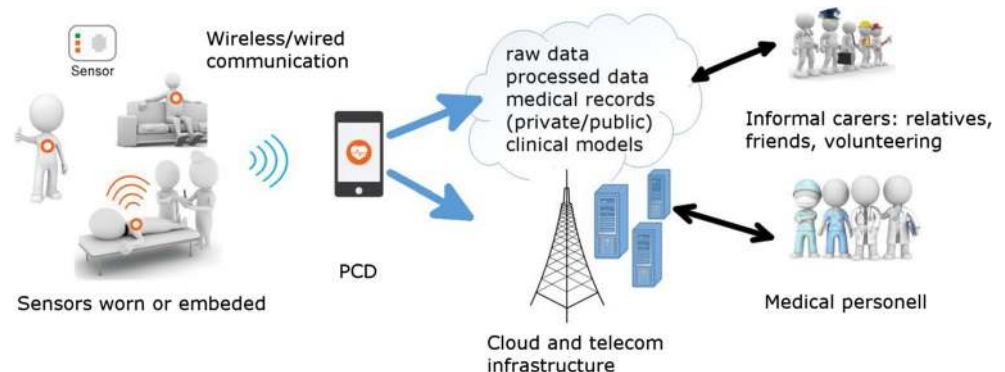 Sensor
Wireless/wired
communication
raw data
processed data
medical records
(private/public)
clinical models
Informal carers: relatives,
friends, volunteering
PCD
Sensors worn or embeded
Medical personell
Cloud and telecom
infrastructure